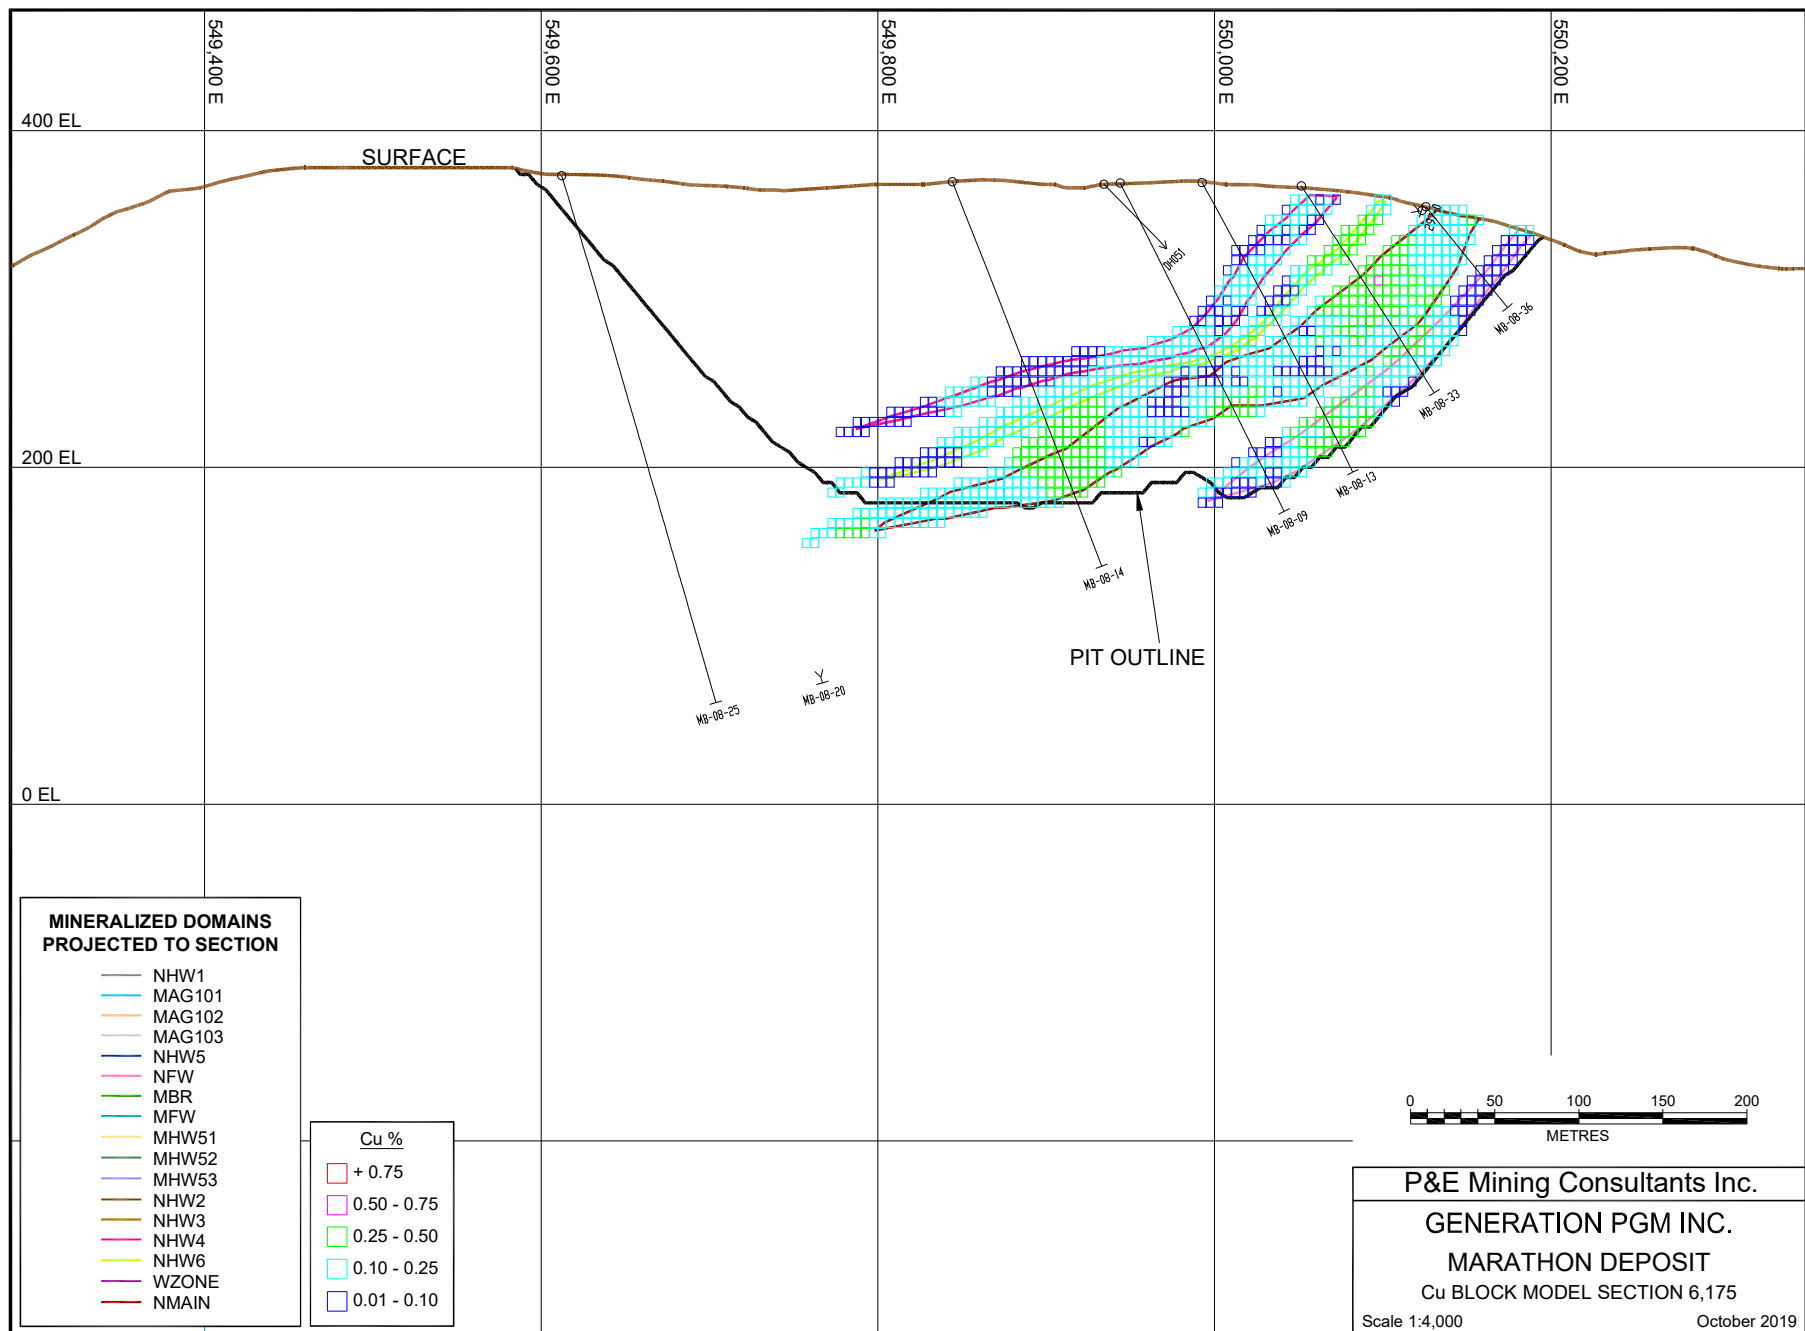 549,400 E
549,600 E
549,800 E
550,000 E
550,200 E
400 EL
SURFACE
DH051
MB-08-36
MB-08-33
200 EL
MB-08-13
MB-08-09
MB-08-14
PIT OUTLINE
MB-08-20
MB-08-25
0 EL
MINERALIZED DOMAINS
PROJECTED TO SECTION
NHW1
MAG101
MAG102
MAG103
NHW5
NFW
MBR
MFW
MHW51
MHW52
MHW53
NHW2
NHW3
NHW4
NHW6
WZONE
NMAIN
Cu %
+ 0.75
0.50 - 0.75
0.25 - 0.50
0.10 - 0.25
0.01 - 0.10
0 50 100 150 200
METRES
P&E Mining Consultants Inc.
GENERATION PGM INC.
MARATHON DEPOSIT
Cu BLOCK MODEL SECTION 6,175
Scale 1:4,000 October 2019